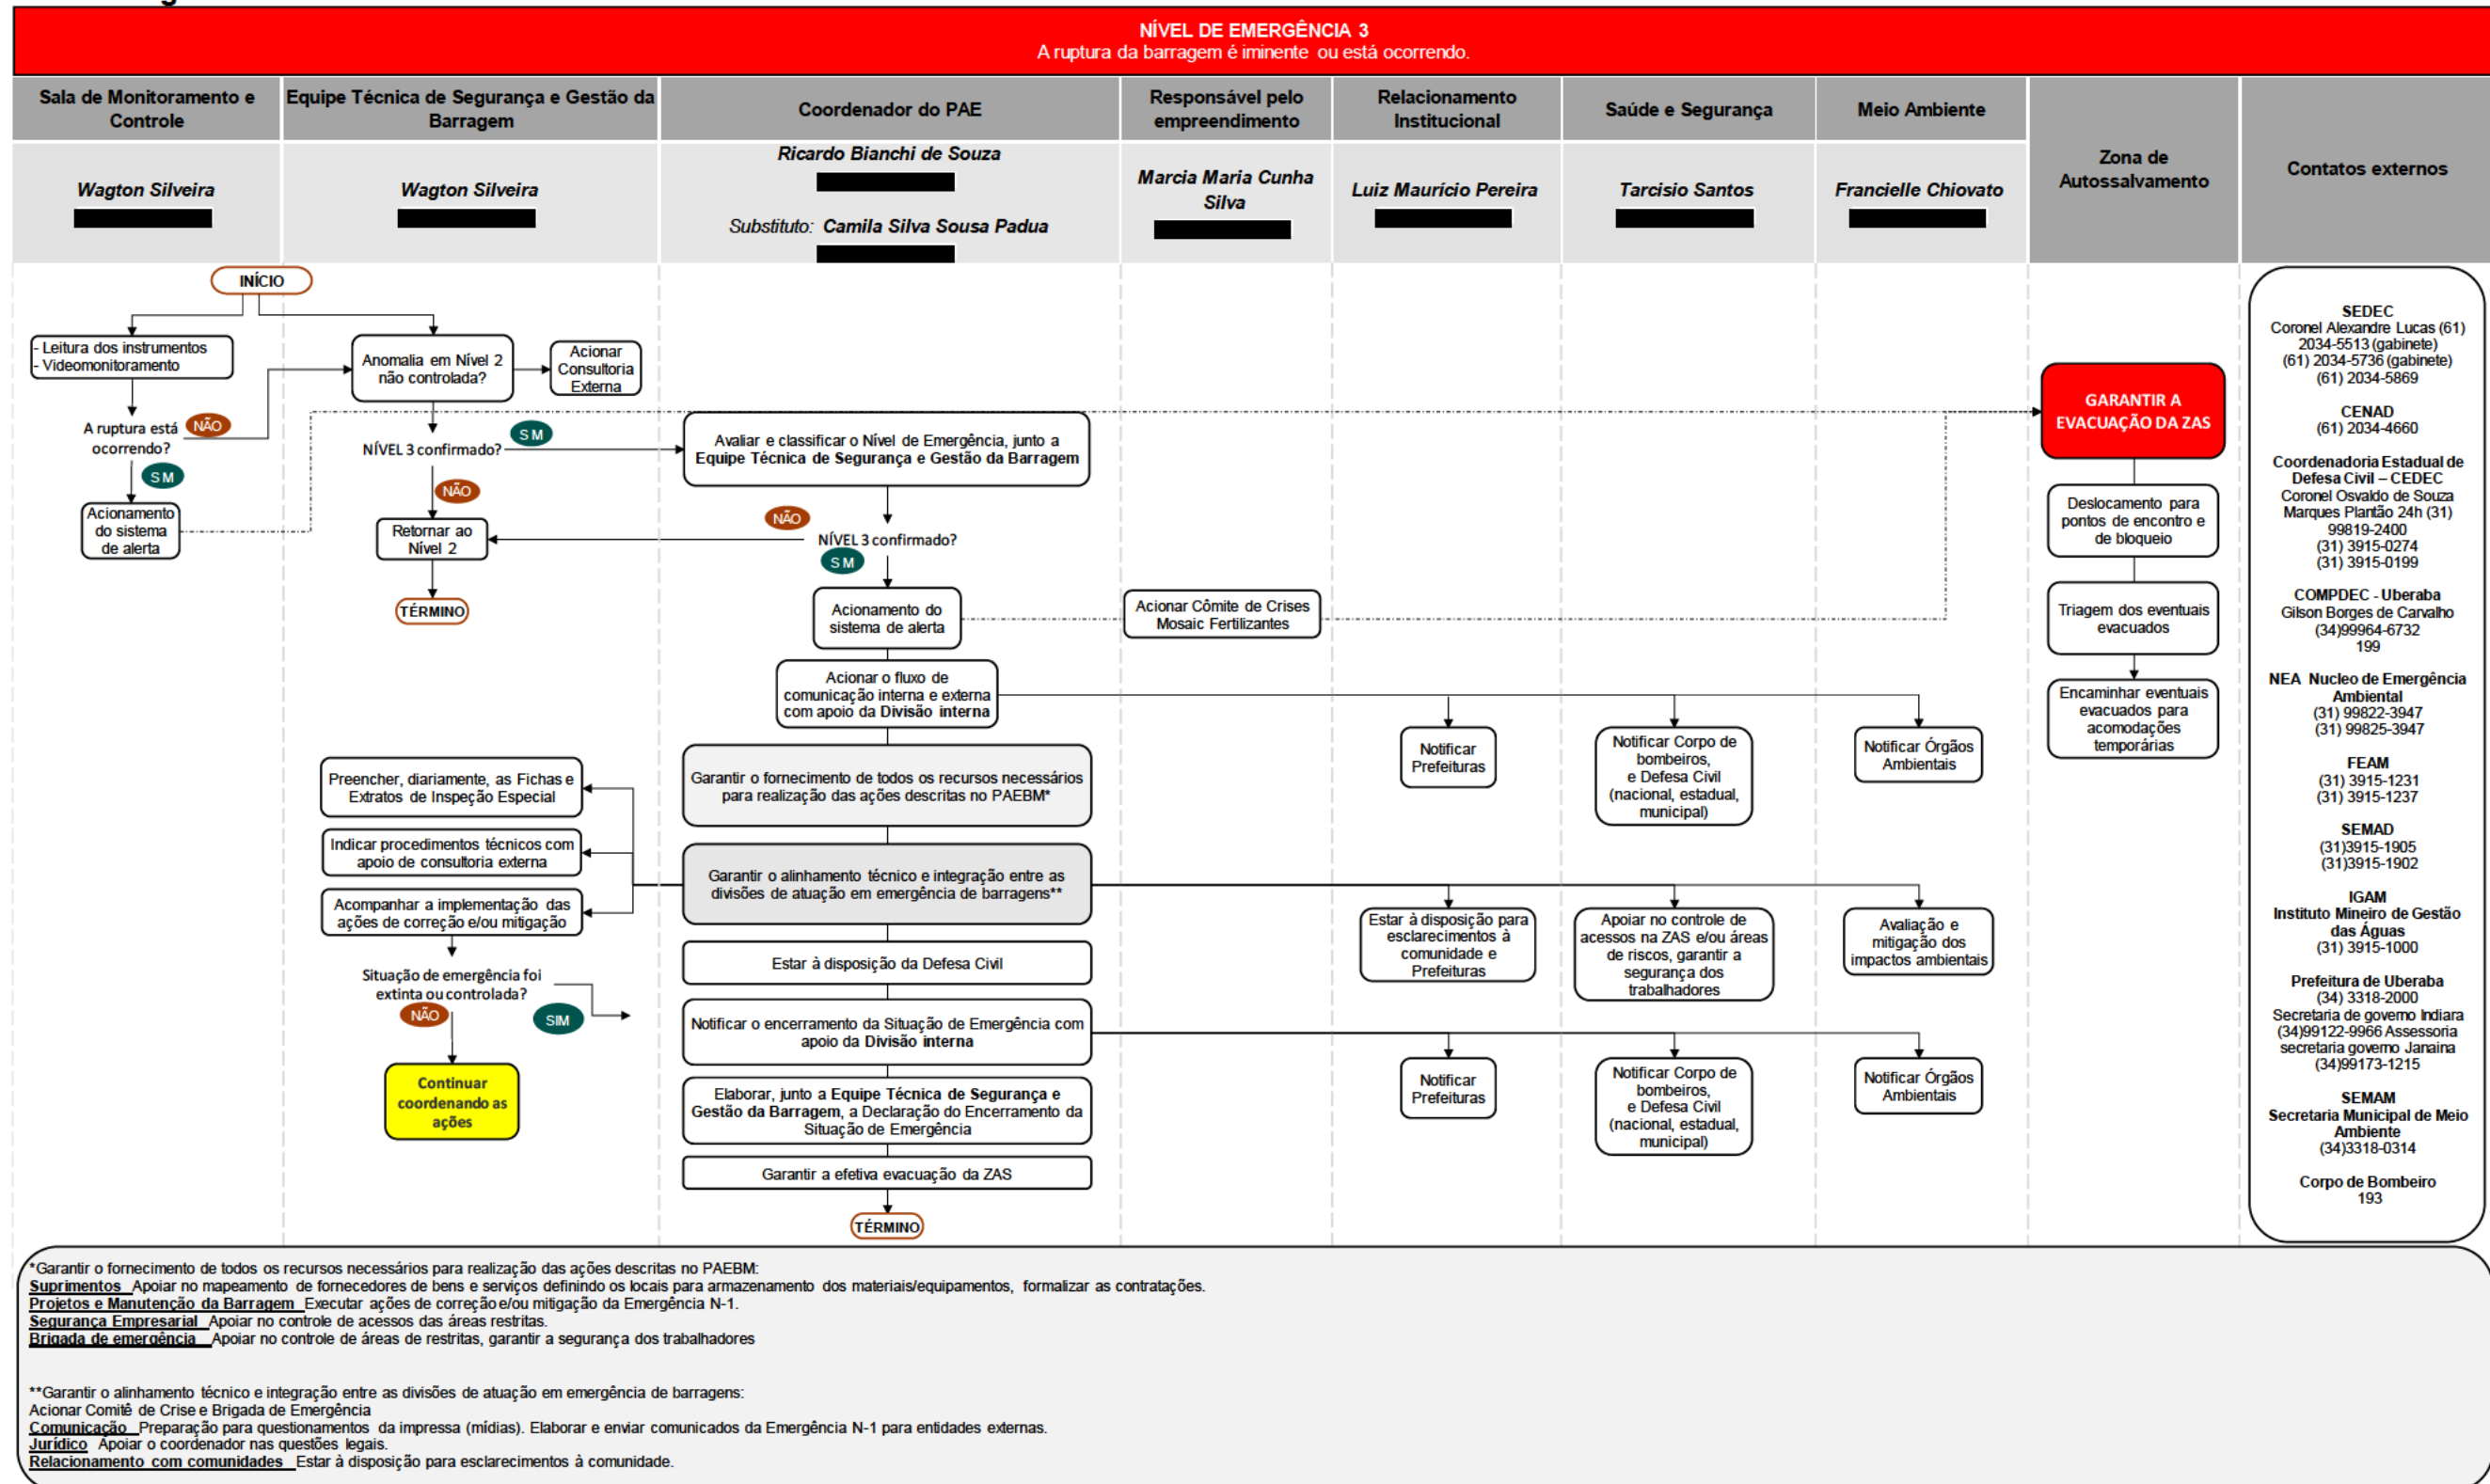 NÍVEL DE EMERGÊNCIA 3
A ruptura da barragem é iminente ou está ocorrendo.
Sala de Monitoramento e
Controle
Equipe Técnica de Segurança e Gestão da
Barragem
Coordenador do PAE
Responsável pelo
empreendimento
Relacionamento
Institucional
Saúde e Segurança
Meio Ambiente
Zona de
Autossalvamento
Contatos externos
Wagton Silveira
Wagton Silveira
Ricardo Bianchi de Souza
Substituto: Camila Silva Sousa Padua
Marcia Maria Cunha
Silva
Luiz Maurício Pereira
Tarcisio Santos
Francielle Chiovato
INÍCIO
- Leitura dos instrumentos
- Videomonitoramento
A ruptura está
ocorrendo?
NÃO
S M
Acionamento
do sistema
de alerta
Anomalia em Nível 2
não controlada?
Acionar
Consultoria
Externa
NÍVEL 3 confirmado?
S M
NÃO
Retornar ao
Nível 2
TÉRMINO
Avaliar e classificar o Nível de Emergência, junto a
Equipe Técnica de Segurança e Gestão da Barragem
NÃO
NÍVEL 3 confirmado?
S M
Acionamento do
sistema de alerta
Acionar Cômite de Crises
Mosaic Fertilizantes
Acionar o fluxo de
comunicação interna e externa
com apoio da Divisão interna
Notificar
Prefeituras
Notificar Corpo de
bombeiros,
e Defesa Civil
(nacional, estadual,
municipal)
Notificar Órgãos
Ambientais
Garantir o fornecimento de todos os recursos necessários
para realização das ações descritas no PAEBM*
Preencher, diariamente, as Fichas e
Extratos de Inspeção Especial
Indicar procedimentos técnicos com
apoio de consultoria externa
Acompanhar a implementação das
ações de correção e/ou mitigação
Situação de emergência foi
extinta ou controlada?
NÃO
SIM
Continuar
coordenando as
ações
Garantir o alinhamento técnico e integração entre as
divisões de atuação em emergência de barragens**
Estar à disposição para
esclarecimentos à
comunidade e
Prefeituras
Apoiar no controle de
acessos na ZAS e/ou áreas
de riscos, garantir a
segurança dos
trabalhadores
Avaliação e
mitigação dos
impactos ambientais
Estar à disposição da Defesa Civil
Notificar o encerramento da Situação de Emergência com
apoio da Divisão interna
Notificar
Prefeituras
Notificar Corpo de
bombeiros,
e Defesa Civil
(nacional, estadual,
municipal)
Notificar Órgãos
Ambientais
Elaborar, junto a Equipe Técnica de Segurança e
Gestão da Barragem, a Declaração do Encerramento da
Situação de Emergência
Garantir a efetiva evacuação da ZAS
TÉRMINO
GARANTIR A
EVACUAÇÃO DA ZAS
Deslocamento para
pontos de encontro e
de bloqueio
Triagem dos eventuais
evacuados
Encaminhar eventuais
evacuados para
acomodações
temporárias
SEDEC
Coronel Alexandre Lucas (61)
2034-5513 (gabinete)
(61) 2034-5736 (gabinete)
(61) 2034-5869
CENAD
(61) 2034-4660
Coordenadoria Estadual de
Defesa Civil – CEDEC
Coronel Osvaldo de Souza
Marques Plantão 24h (31)
99819-2400
(31) 3915-0274
(31) 3915-0199
COMPDEC - Uberaba
Gilson Borges de Carvalho
(34)99964-6732
199
NEA Nucleo de Emergência
Ambiental
(31) 99822-3947
(31) 99825-3947
FEAM
(31) 3915-1231
(31) 3915-1237
SEMAD
(31)3915-1905
(31)3915-1902
IGAM
Instituto Mineiro de Gestão
das Águas
(31) 3915-1000
Prefeitura de Uberaba
(34) 3318-2000
Secretaria de governo Indiara
(34)99122-9966 Assessoria
secretaria governo Janaina
(34)99173-1215
SEMAM
Secretaria Municipal de Meio
Ambiente
(34)3318-0314
Corpo de Bombeiro
193
*Garantir o fornecimento de todos os recursos necessários para realização das ações descritas no PAEBM:
Suprimentos Apoiar no mapeamento de fornecedores de bens e serviços definindo os locais para armazenamento dos materiais/equipamentos, formalizar as contratações.
Projetos e Manutenção da Barragem Executar ações de correção e/ou mitigação da Emergência N-1.
Segurança Empresarial Apoiar no controle de acessos das áreas restritas.
Brigada de emergência Apoiar no controle de áreas de restritas, garantir a segurança dos trabalhadores
**Garantir o alinhamento técnico e integração entre as divisões de atuação em emergência de barragens:
Acionar Comitê de Crise e Brigada de Emergência
Comunicação Preparação para questionamentos da impressa (mídias). Elaborar e enviar comunicados da Emergência N-1 para entidades externas.
Jurídico Apoiar o coordenador nas questões legais.
Relacionamento com comunidades Estar à disposição para esclarecimentos à comunidade.